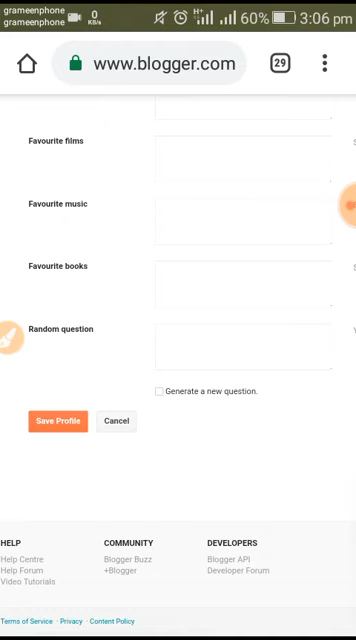 grameenphone
grameenphone
0
KB/s
H+
60%
3:06 pm
www.blogger.com
29
Favourite films
Favourite music
Favourite books
Random question
Generate a new question.
Save Profile
Cancel
HELP
Help Centre
Help Forum
Video Tutorials
COMMUNITY
Blogger Buzz
+Blogger
DEVELOPERS
Blogger API
Developer Forum
Terms of Service · Privacy · Content Policy